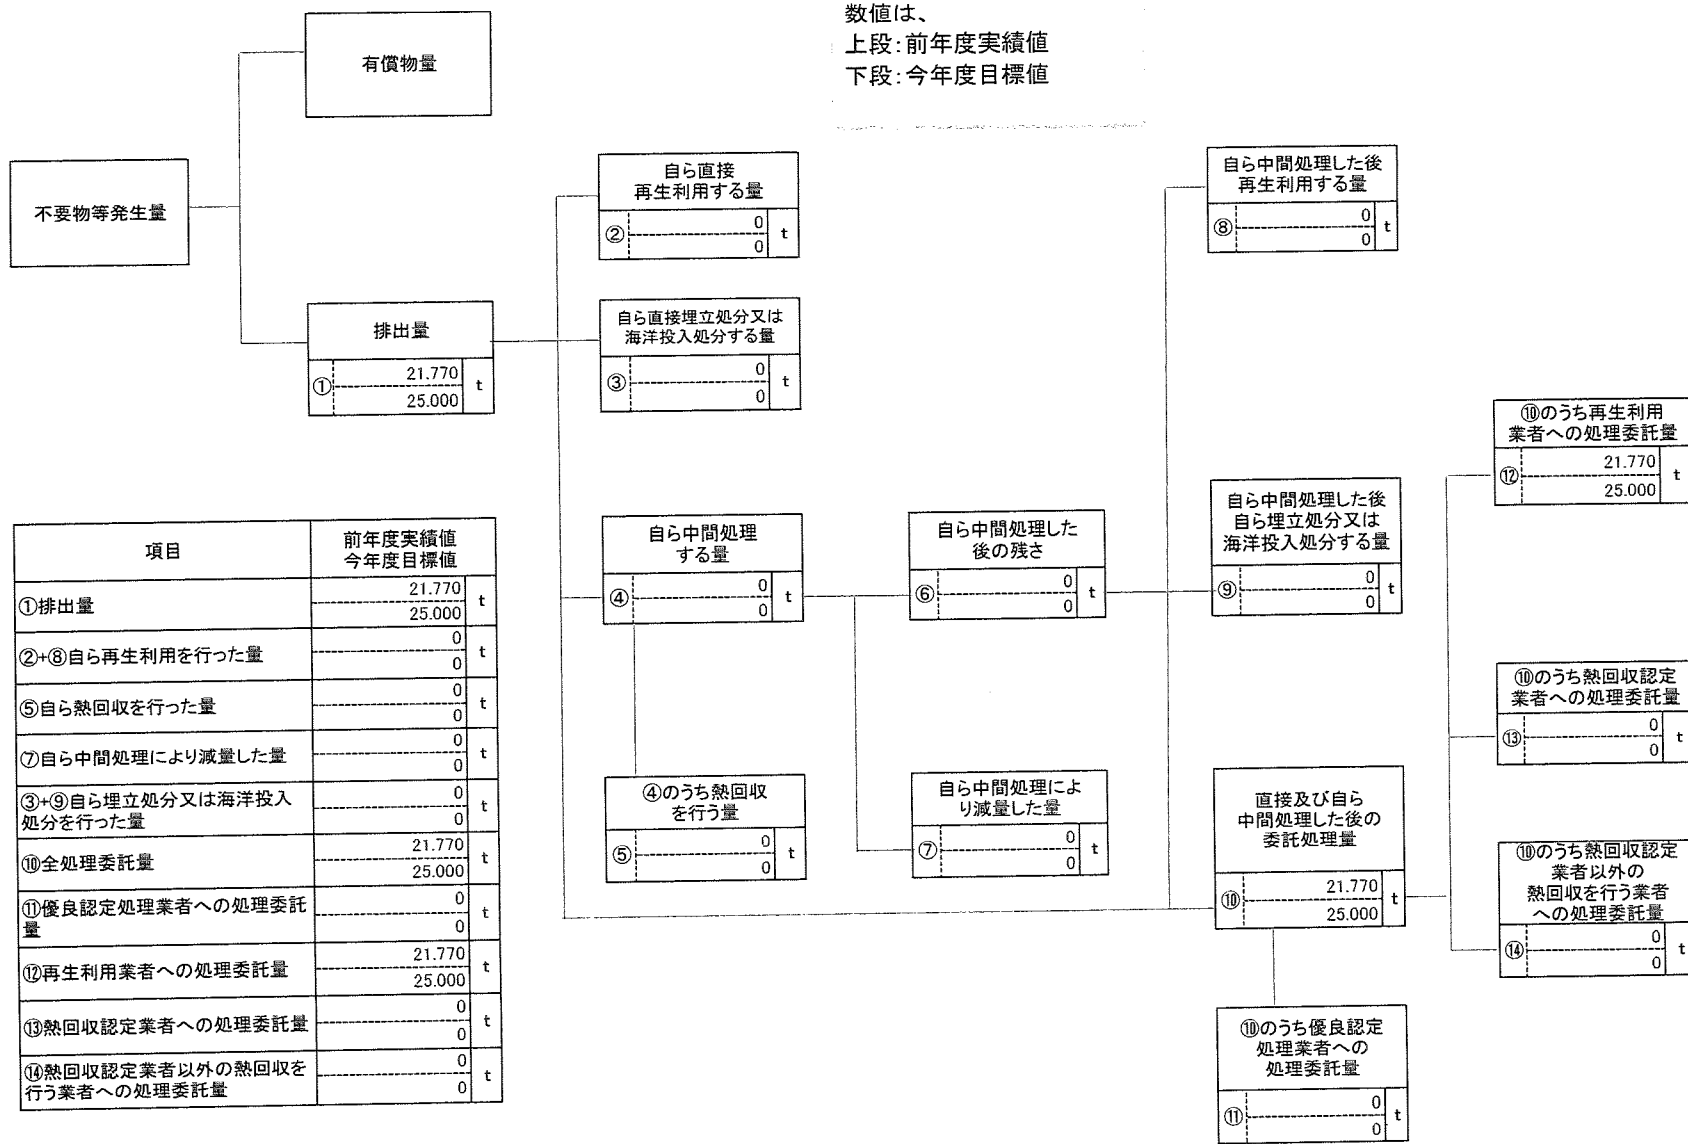 数値は、
上段:前年度実績値
下段:今年度目標値
有償物量
不要物等発生量
排出量
① 21.770 t
25.000
自ら直接
再生利用する量
② 0 t
0
自ら直接埋立処分又は
海洋投入処分する量
③ 0 t
0
自ら中間処理
する量
④ 0 t
0
④のうち熱回収
を行う量
⑤ 0 t
0
自ら中間処理した
後の残さ
⑥ 0 t
0
自ら中間処理によ
り減量した量
⑦ 0 t
0
自ら中間処理した後
再生利用する量
⑧ 0 t
0
自ら中間処理した後
自ら埋立処分又は
海洋投入処分する量
⑨ 0 t
0
直接及び自ら
中間処理した後の
委託処理量
⑩ 21.770 t
25.000
⑩のうち優良認定
処理業者への
処理委託量
⑪ 0 t
0
⑩のうち再生利用
業者への処理委託量
⑫ 21.770 t
25.000
⑩のうち熱回収認定
業者への処理委託量
⑬ 0 t
0
⑩のうち熱回収認定
業者以外の
熱回収を行う業者
への処理委託量
⑭ 0 t
0
項目
前年度実績値
今年度目標値
①排出量 21.770 t
25.000
②+⑧自ら再生利用を行った量 0 t
0
⑤自ら熱回収を行った量 0 t
0
⑦自ら中間処理により減量した量 0 t
0
③+⑨自ら埋立処分又は海洋投入
処分を行った量 0 t
0
⑩全処理委託量 21.770 t
25.000
⑪優良認定処理業者への処理委託
量 0 t
0
⑫再生利用業者への処理委託量 21.770 t
25.000
⑬熱回収認定業者への処理委託量 0 t
0
⑭熱回収認定業者以外の熱回収を
行う業者への処理委託量 0 t
0